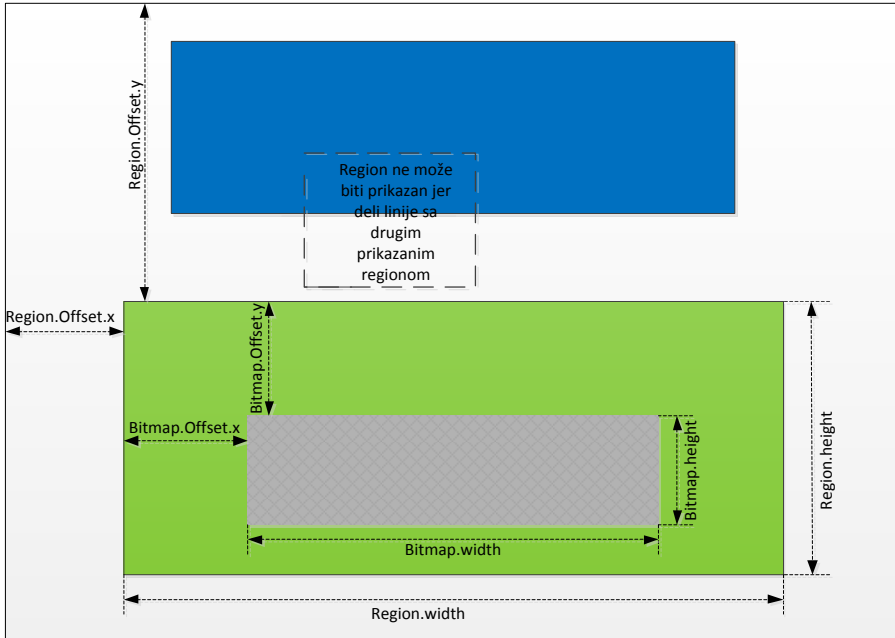 Region.Offset.y
Region ne može
biti prikazan jer
deli linije sa
drugim
prikazanim
regionom
Region.Offset.x
Bitmap.Offset.y
Bitmap.Offset.x
Bitmap.height
Region.height
Bitmap.width
Region.width